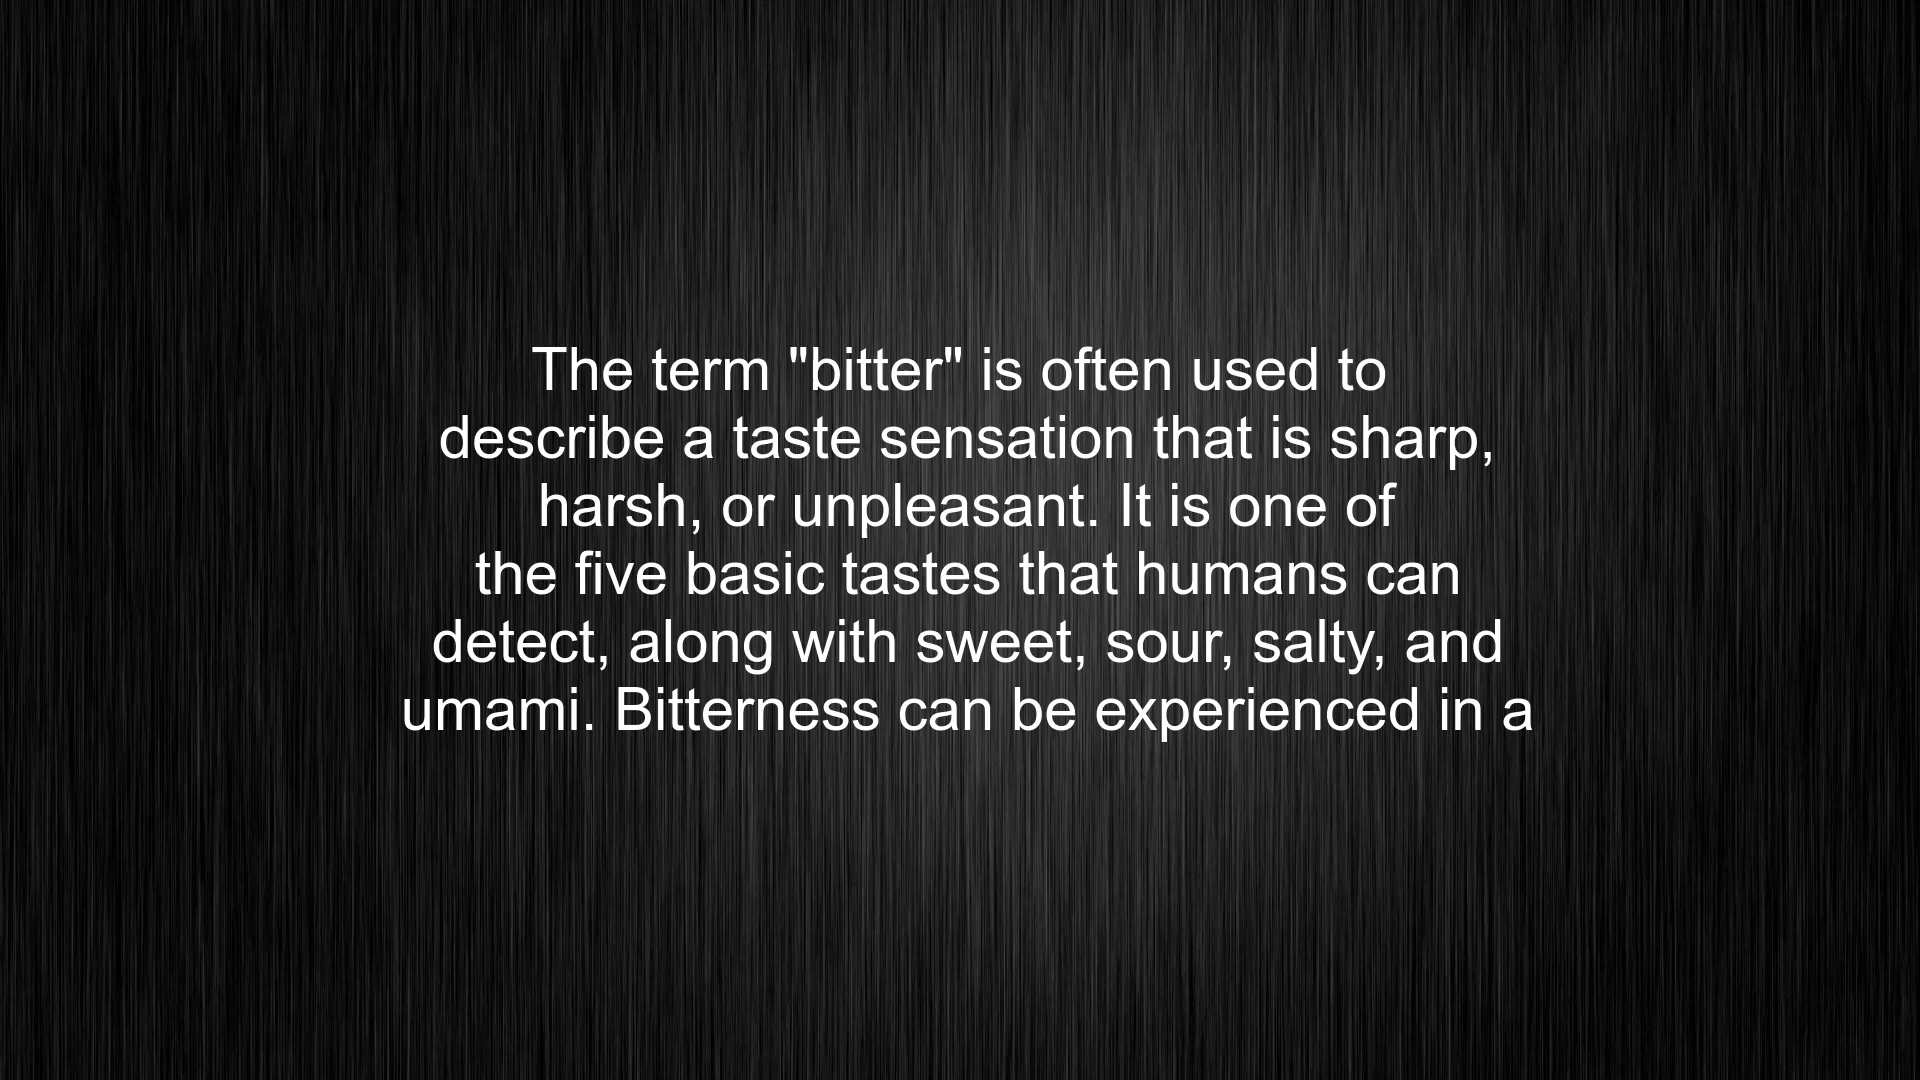 The term "bitter" is often used to
describe a taste sensation that is sharp,
harsh, or unpleasant. It is one of
the five basic tastes that humans can
detect, along with sweet, sour, salty, and
umami. Bitterness can be experienced in a